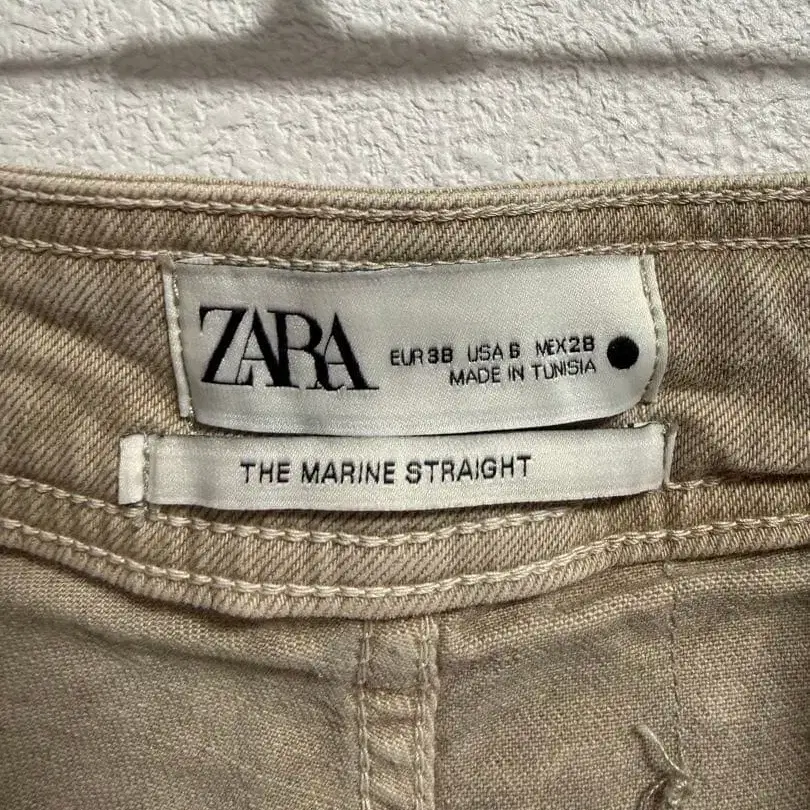 ZARA
EUR 38 USA 6 MEX 28
MADE IN TUNISIA
THE MARINE STRAIGHT